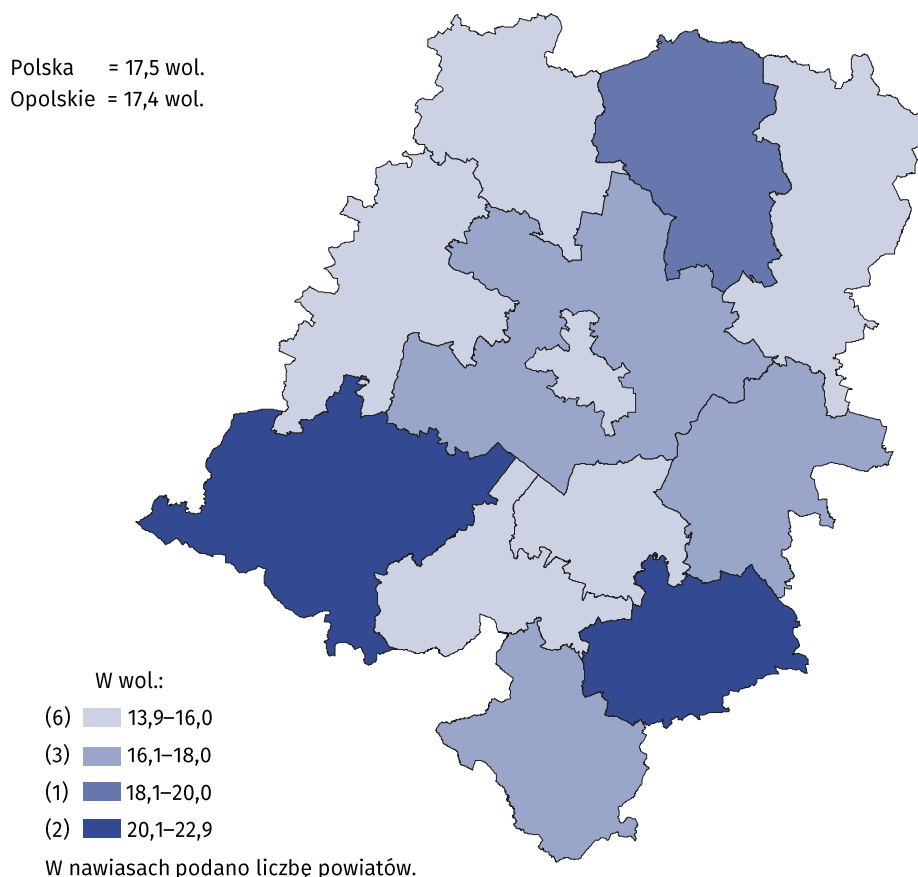 Polska = 17,5 wol.
Opolskie = 17,4 wol.
W wol.:
(6) 13,9–16,0
(3) 16,1–18,0
(1) 18,1–20,0
(2) 20,1–22,9
W nawiasach podano liczbę powiatów.